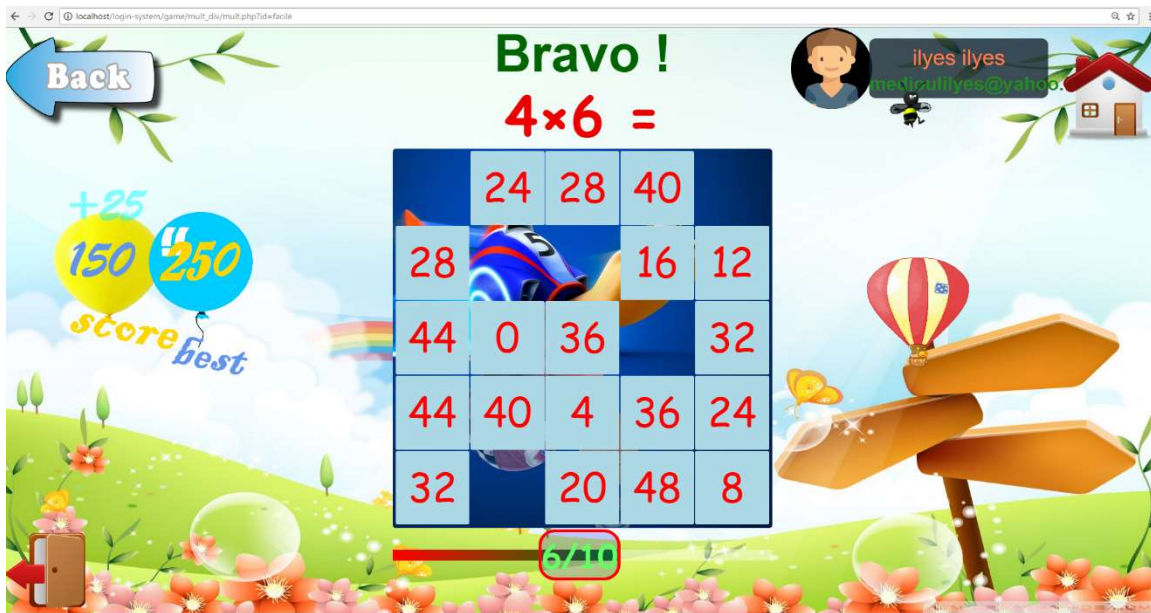 localhost/login-system/game/mult_div/mult.php?id=facile
Back
Bravo !
ilyes ilyes
mediculilyes@yahoo.
4×6 =
+25
150
250
score
best
24 28 40
28 5 16 12
44 0 36 32
44 40 4 36 24
32 20 48 8
6/10